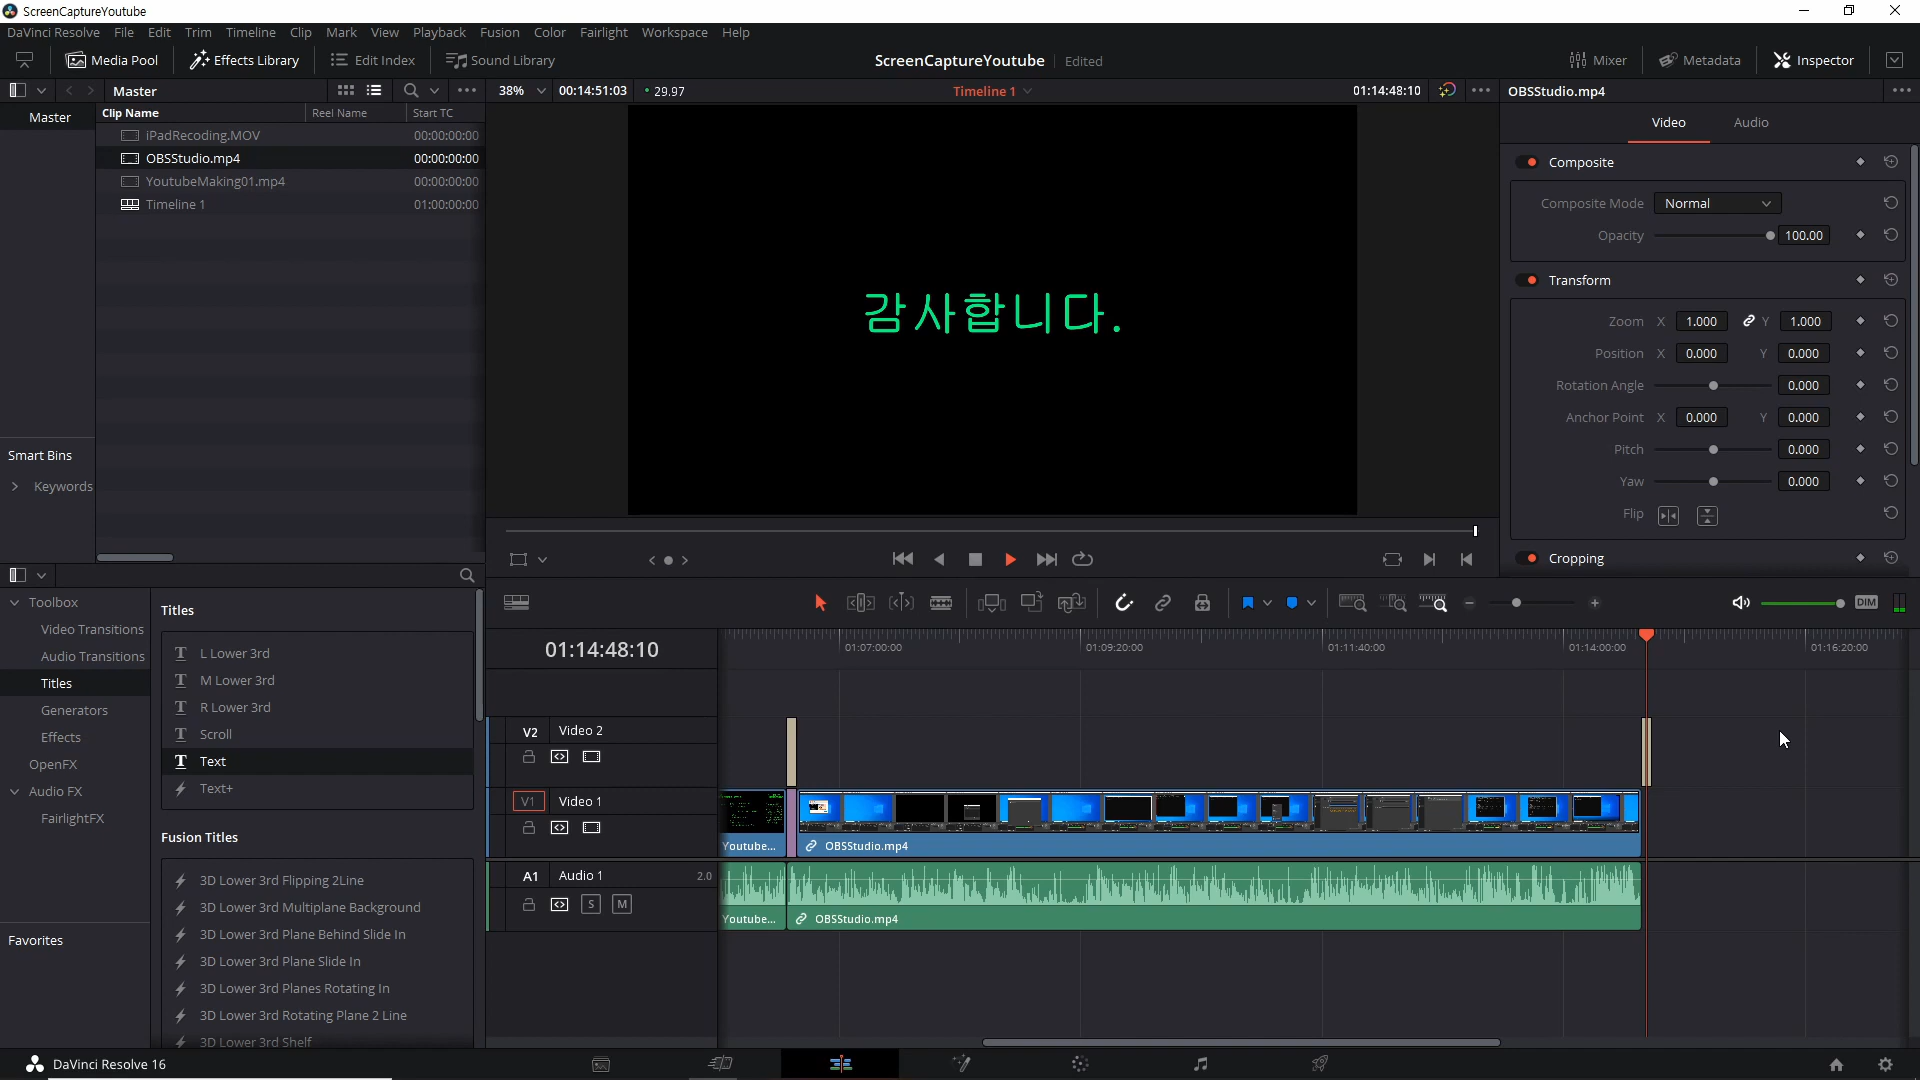 ScreenCaptureYoutube
DaVinci Resolve File Edit Trim Timeline Clip Mark View Playback Fusion Color Fairlight Workspace Help
Media Pool Effects Library Edit Index Sound Library ScreenCaptureYoutube Edited Mixer Metadata Inspector
Master 38% 00:14:51:03 29.97 Timeline 1 01:14:48:10 OBSStudio.mp4
Master
Clip Name Reel Name Start TC
iPadRecoding.MOV 00:00:00:00
OBSStudio.mp4 00:00:00:00
YoutubeMaking01.mp4 00:00:00:00
Timeline 1 01:00:00:00
Smart Bins
Keywords
감사합니다.
Video Audio
Composite
Composite Mode Normal
Opacity 100.00
Transform
Zoom X 1.000 Y 1.000
Position X 0.000 Y 0.000
Rotation Angle 0.000
Anchor Point X 0.000 Y 0.000
Pitch 0.000
Yaw 0.000
Flip
Cropping
Toolbox
Video Transitions
Audio Transitions
Titles
Generators
Effects
OpenFX
Audio FX
FairlightFX
Favorites
Titles
L Lower 3rd
M Lower 3rd
R Lower 3rd
Scroll
Text
Text+
Fusion Titles
3D Lower 3rd Flipping 2Line
3D Lower 3rd Multiplane Background
3D Lower 3rd Plane Behind Slide In
3D Lower 3rd Plane Slide In
3D Lower 3rd Planes Rotating In
3D Lower 3rd Rotating Plane 2 Line
3D Lower 3rd Shelf
DIM
01:14:48:10
01:07:00:00 01:09:20:00 01:11:40:00 01:14:00:00 01:16:20:00
V2 Video 2
V1 Video 1
Youtube... OBSStudio.mp4
A1 Audio 1 2.0
S M
Youtube... OBSStudio.mp4
DaVinci Resolve 16